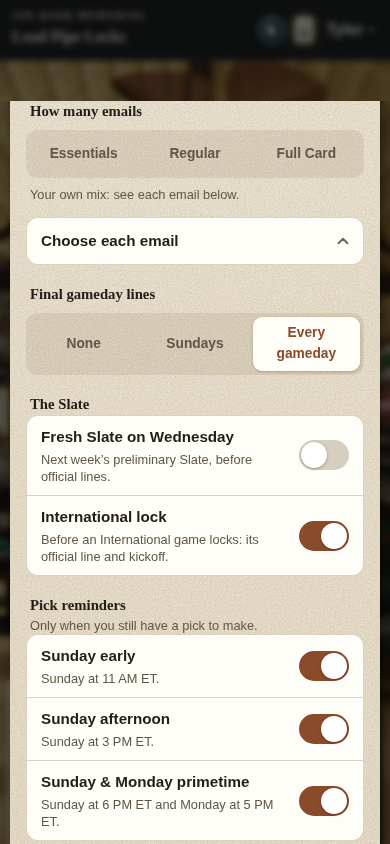 Lead Pipe Locks
Tyler
How many emails
Essentials
Regular
Full Card
Your own mix: see each email below.
Choose each email
Final gameday lines
None
Sundays
Every
gameday
The Slate
Fresh Slate on Wednesday
Next week's preliminary Slate, before
official lines.
International lock
Before an International game locks: its
official line and kickoff.
Pick reminders
Only when you still have a pick to make.
Sunday early
Sunday at 11 AM ET.
Sunday afternoon
Sunday at 3 PM ET.
Sunday & Monday primetime
Sunday at 6 PM ET and Monday at 5 PM
ET.